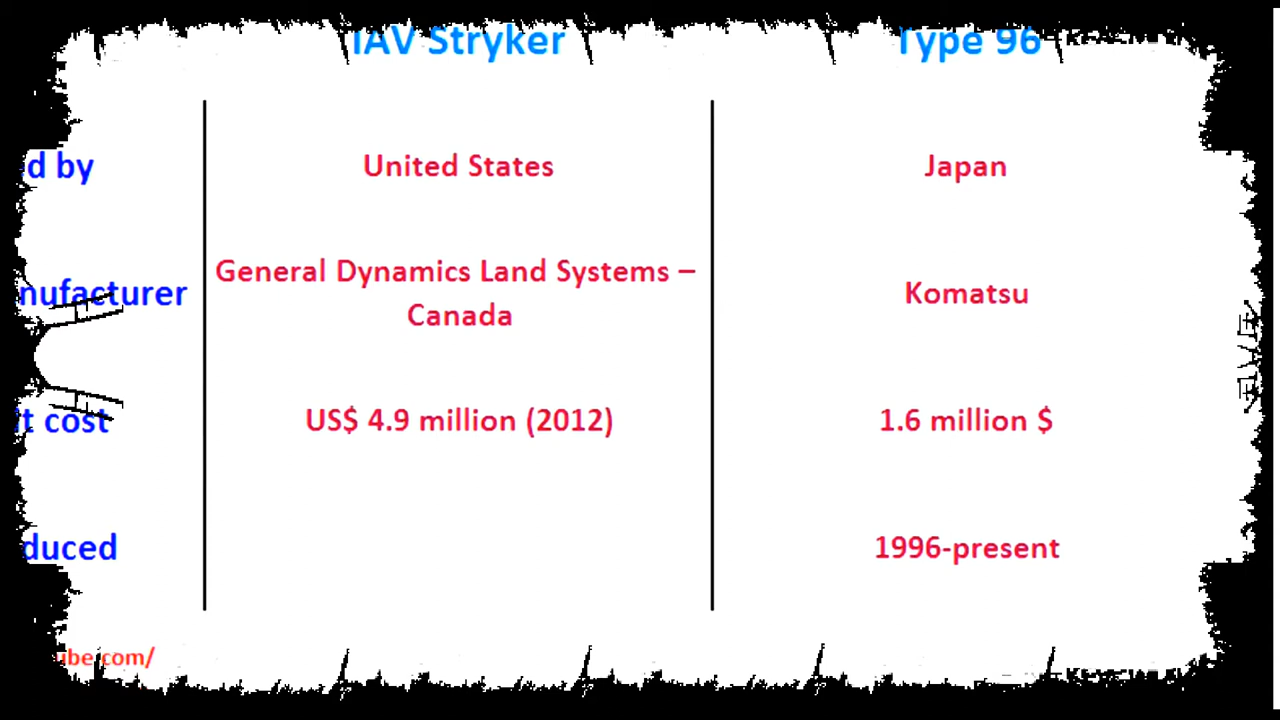 IAV Stryker Type 96
d by United States Japan
General Dynamics Land Systems –
nufacturer Komatsu
Canada
it cost US$ 4.9 million (2012) 1.6 million $
duced 1996-present
ube.com/